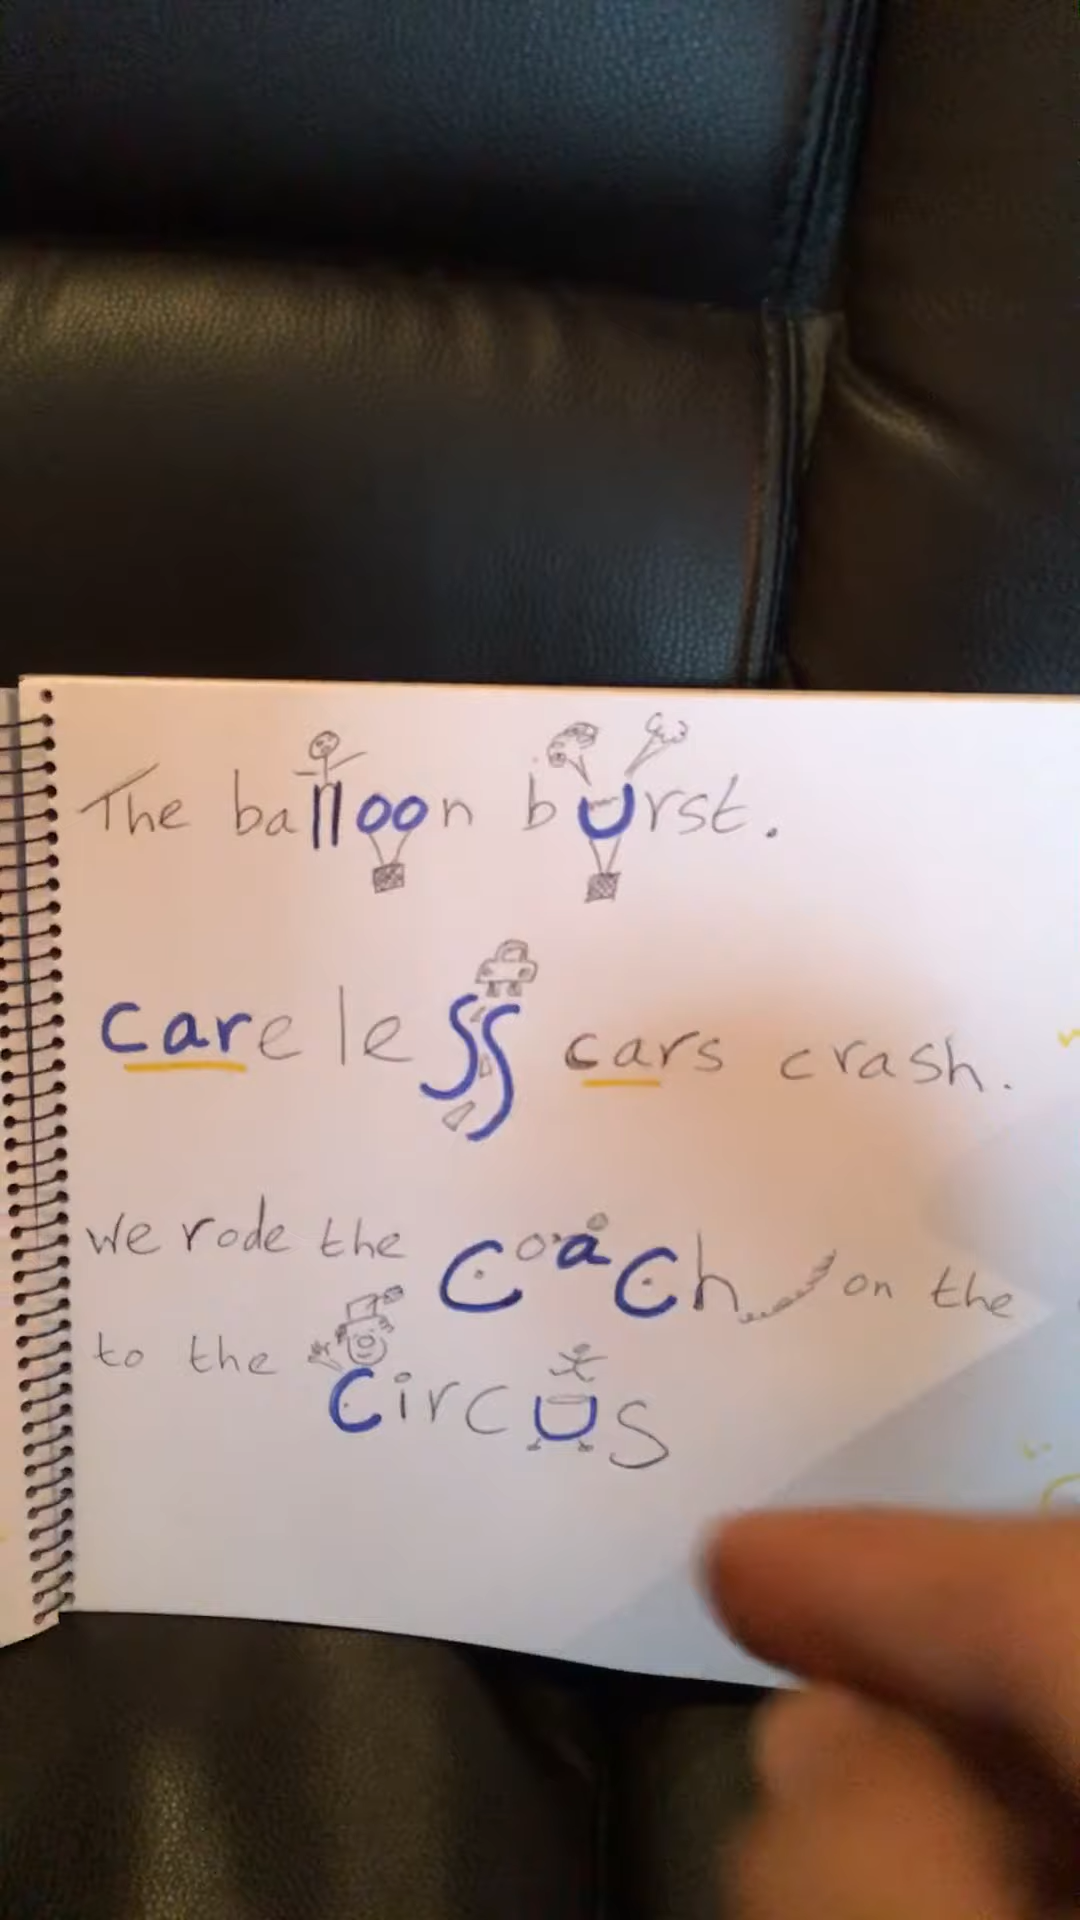 The balloon burst.
careless cars crash.
we rode the coach on the
to the circus